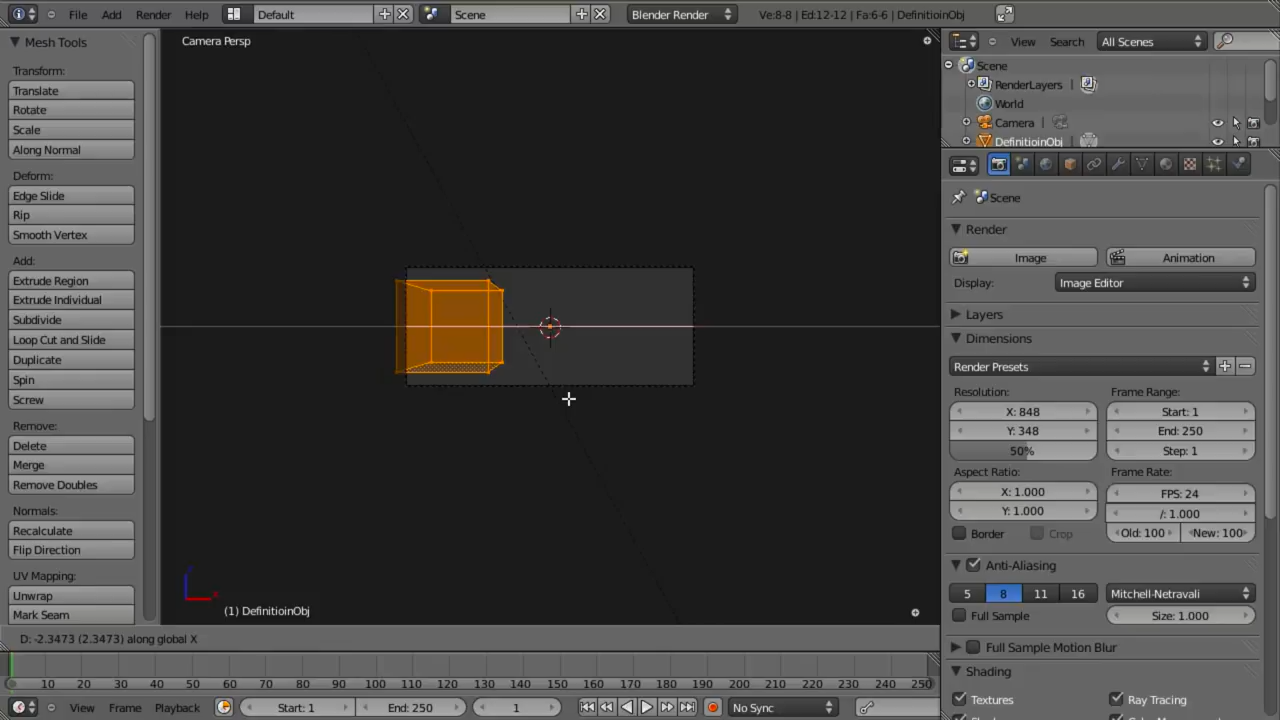 File Add Render Help Default Scene Blender Render Ve:8-8 | Ed:12-12 | Fa:6-6 | DefinitioinObj
Mesh Tools
Transform:
Translate
Rotate
Scale
Along Normal
Deform:
Edge Slide
Rip
Smooth Vertex
Add:
Extrude Region
Extrude Individual
Subdivide
Loop Cut and Slide
Duplicate
Spin
Screw
Remove:
Delete
Merge
Remove Doubles
Normals:
Recalculate
Flip Direction
UV Mapping:
Unwrap
Mark Seam
Camera Persp
(1) DefinitioinObj
D: -2.3473 (2.3473) along global X
10 20 30 40 50 60 70 80 90 100 110 120 130 140 150 160 170 180 190 200 210 220 230 240 250
View Frame Playback Start: 1 End: 250 1 No Sync
View Search All Scenes
Scene
RenderLayers |
World
Camera |
DefinitioinObj |
Scene
Render
Image Animation
Display: Image Editor
Layers
Dimensions
Render Presets
Resolution: Frame Range:
X: 848 Start: 1
Y: 348 End: 250
50% Step: 1
Aspect Ratio: Frame Rate:
X: 1.000 FPS: 24
Y: 1.000 /: 1.000
Border Crop Old: 100 New: 100
Anti-Aliasing
5 8 11 16 Mitchell-Netravali
Full Sample Size: 1.000
Full Sample Motion Blur
Shading
Textures Ray Tracing